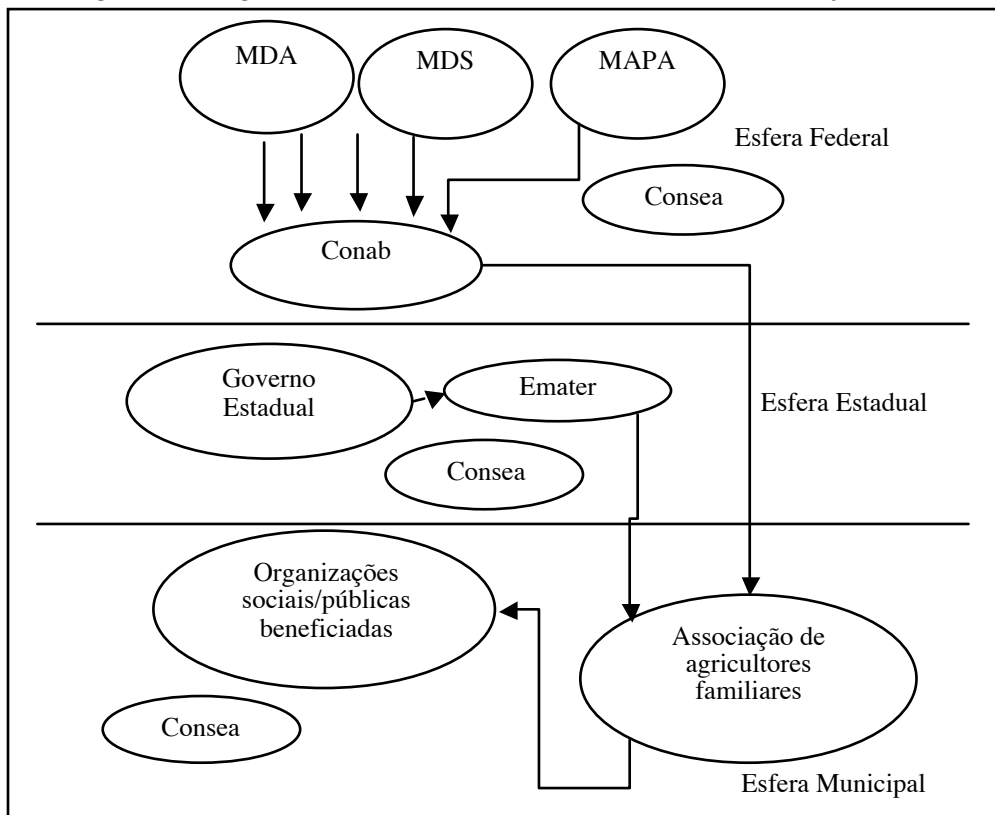 MDA
MDS
MAPA
Esfera Federal
Consea
Conab
Governo
Estadual
Emater
Esfera Estadual
Consea
Organizações
sociais/públicas
beneficiadas
Associação de
agricultores
familiares
Consea
Esfera Municipal